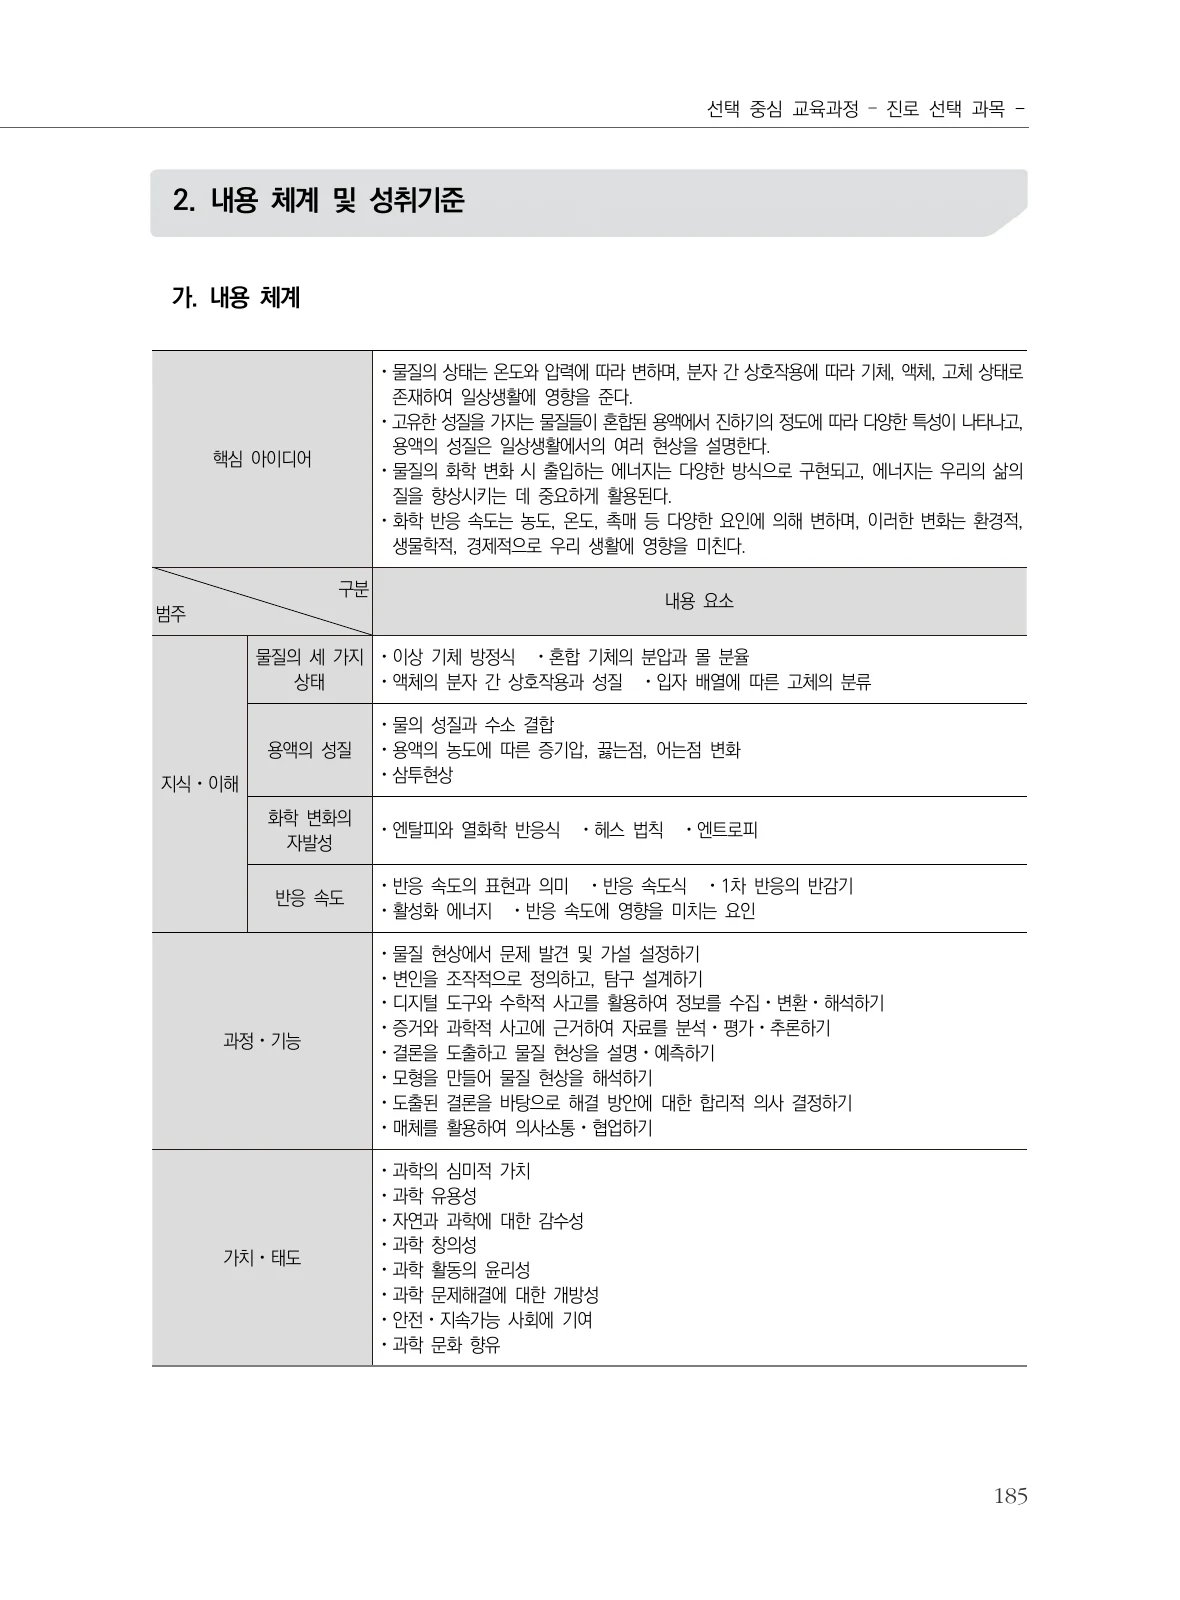 선택 중심 교육과정 - 진로 선택 과목 -
2. 내용 체계 및 성취기준
가. 내용 체계
핵심 아이디어
·물질의 상태는 온도와 압력에 따라 변하며, 분자 간 상호작용에 따라 기체, 액체, 고체 상태로
존재하여 일상생활에 영향을 준다.
·고유한 성질을 가지는 물질들이 혼합된 용액에서 진하기의 정도에 따라 다양한 특성이 나타나고,
용액의 성질은 일상생활에서의 여러 현상을 설명한다.
·물질의 화학 변화 시 출입하는 에너지는 다양한 방식으로 구현되고, 에너지는 우리의 삶의
질을 향상시키는 데 중요하게 활용된다.
·화학 반응 속도는 농도, 온도, 촉매 등 다양한 요인에 의해 변하며, 이러한 변화는 환경적,
생물학적, 경제적으로 우리 생활에 영향을 미친다.
구분
범주
내용 요소
지식·이해
물질의 세 가지
상태
·이상 기체 방정식 ·혼합 기체의 분압과 몰 분율
·액체의 분자 간 상호작용과 성질 ·입자 배열에 따른 고체의 분류
용액의 성질
·물의 성질과 수소 결합
·용액의 농도에 따른 증기압, 끓는점, 어는점 변화
·삼투현상
화학 변화의
자발성
·엔탈피와 열화학 반응식 ·헤스 법칙 ·엔트로피
반응 속도
·반응 속도의 표현과 의미 ·반응 속도식 ·1차 반응의 반감기
·활성화 에너지 ·반응 속도에 영향을 미치는 요인
과정·기능
·물질 현상에서 문제 발견 및 가설 설정하기
·변인을 조작적으로 정의하고, 탐구 설계하기
·디지털 도구와 수학적 사고를 활용하여 정보를 수집·변환·해석하기
·증거와 과학적 사고에 근거하여 자료를 분석·평가·추론하기
·결론을 도출하고 물질 현상을 설명·예측하기
·모형을 만들어 물질 현상을 해석하기
·도출된 결론을 바탕으로 해결 방안에 대한 합리적 의사 결정하기
·매체를 활용하여 의사소통·협업하기
가치·태도
·과학의 심미적 가치
·과학 유용성
·자연과 과학에 대한 감수성
·과학 창의성
·과학 활동의 윤리성
·과학 문제해결에 대한 개방성
·안전·지속가능 사회에 기여
·과학 문화 향유
185